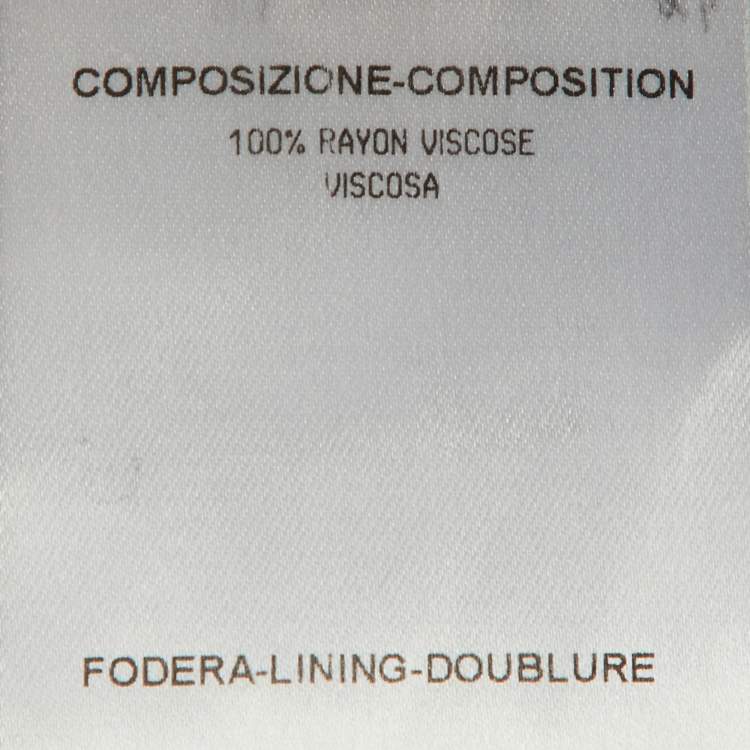 COMPOSIZIONE-COMPOSITION
100% RAYON VISCOSE
VISCOSA
FODERA-LINING-DOUBLURE